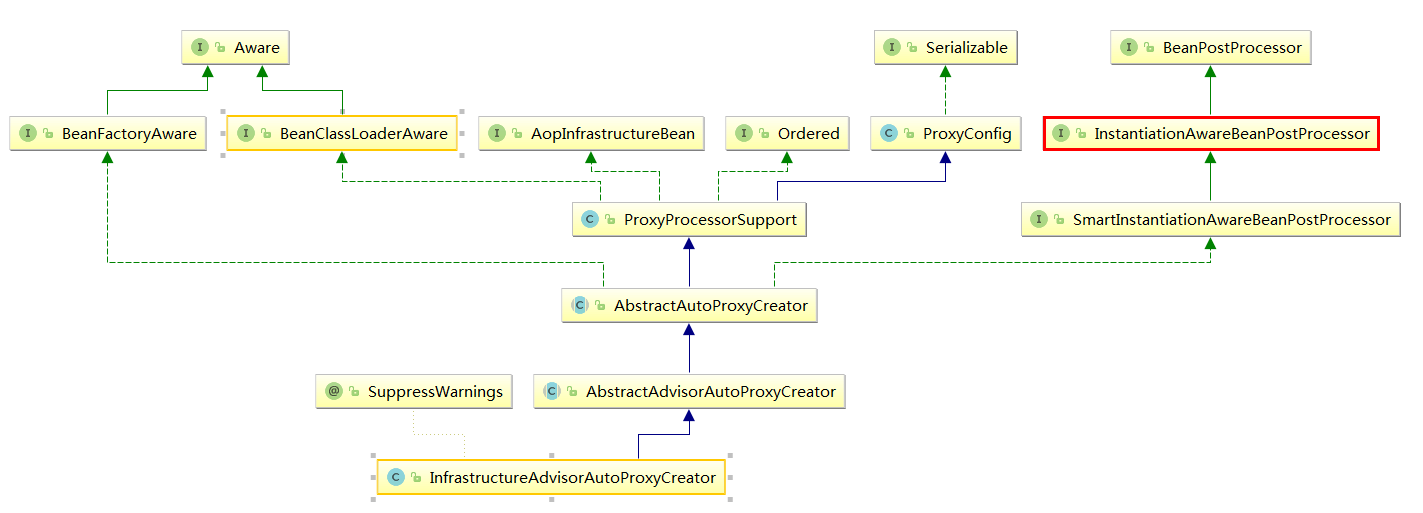 I Aware
I Serializable
I BeanPostProcessor
I BeanFactoryAware
I BeanClassLoaderAware
I AopInfrastructureBean
I Ordered
C ProxyConfig
I InstantiationAwareBeanPostProcessor
C ProxyProcessorSupport
I SmartInstantiationAwareBeanPostProcessor
C AbstractAutoProxyCreator
@ SuppressWarnings
C AbstractAdvisorAutoProxyCreator
C InfrastructureAdvisorAutoProxyCreator